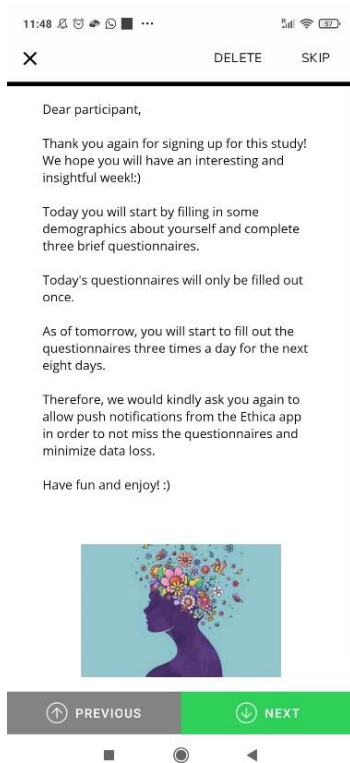 11:48
57
DELETE SKIP
Dear participant,
Thank you again for signing up for this study!
We hope you will have an interesting and
insightful week!:)
Today you will start by filling in some
demographics about yourself and complete
three brief questionnaires.
Today's questionnaires will only be filled out
once.
As of tomorrow, you will start to fill out the
questionnaires three times a day for the next
eight days.
Therefore, we would kindly ask you again to
allow push notifications from the Ethica app
in order to not miss the questionnaires and
minimize data loss.
Have fun and enjoy! :)
PREVIOUS NEXT